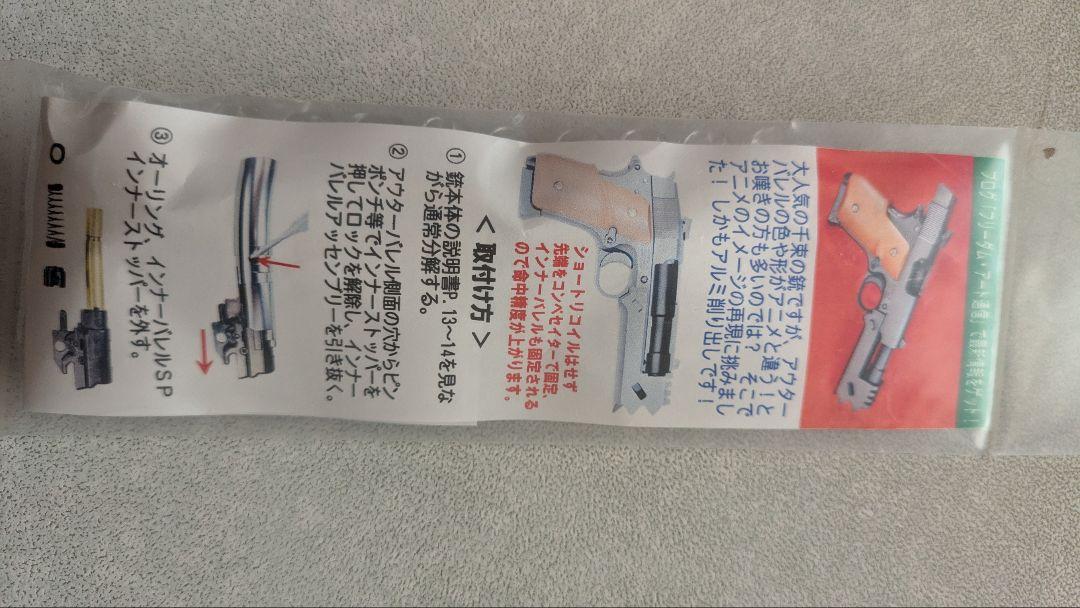 ブログ「フリーダム・アート通信」で最新情報をゲット！
大人気の千束の銃ですが、アウター
バレルの色や形がアニメと違う！と
お嘆きの方も多いのでは？　そこで
アニメのイメージの再現に挑みまし
た！しかもアルミ削り出しです！
ショートリコイルはせず
先端をコンペセイターで固定、
インナーバレルも固定される
ので命中精度が上がります。
＜取付け方＞
① 銃本体の説明書P.13～14を見な
がら通常分解する。
② アウターバレル側面の穴からピン
ポンチ等でインナーストッパーを
押してロックを解除し、インナー
バレルアッセンブリーを引き抜く。
③ オーリング、インナーバレルＳＰ
インナーストッパーを外す。